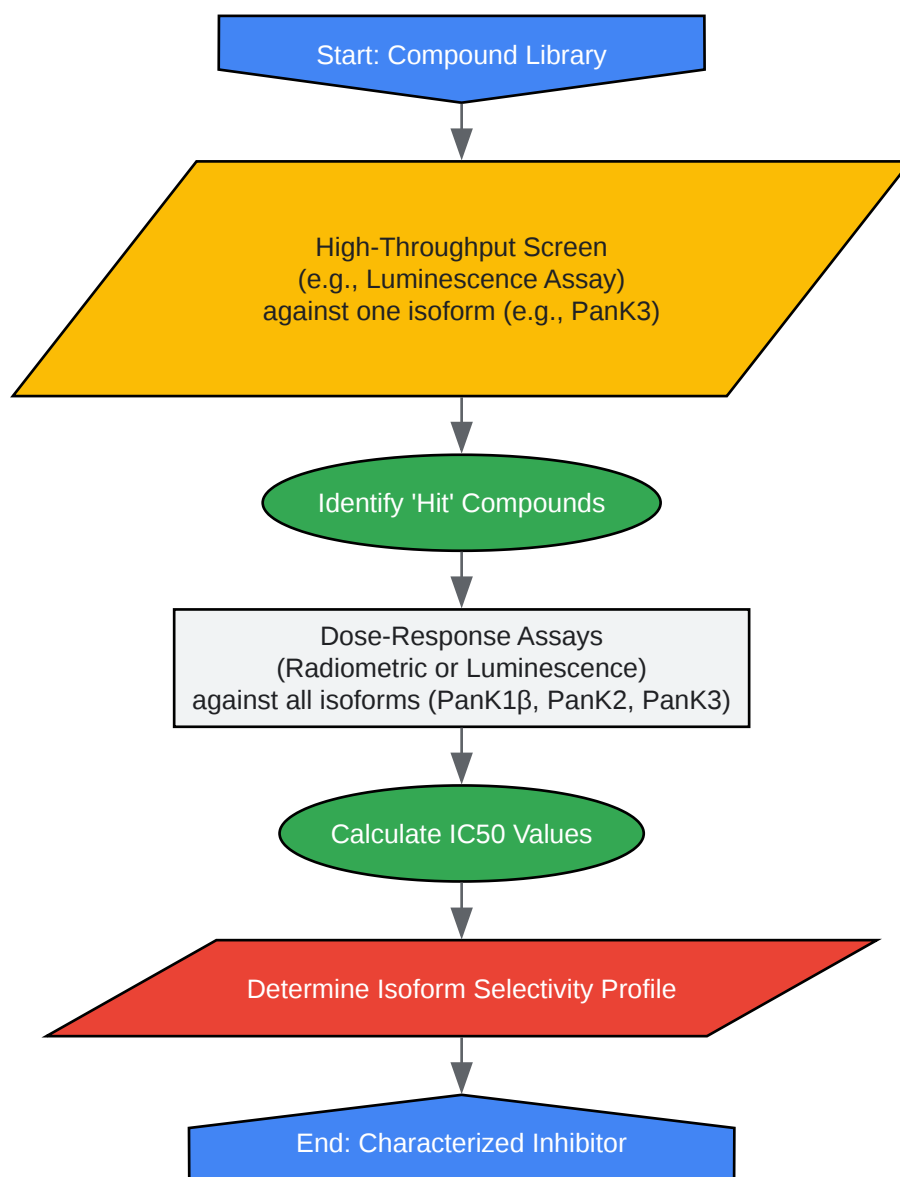 Start: Compound Library
High-Throughput Screen
(e.g., Luminescence Assay)
against one isoform (e.g., PanK3)
Identify 'Hit' Compounds
Dose-Response Assays
(Radiometric or Luminescence)
against all isoforms (PanK1β, PanK2, PanK3)
Calculate IC50 Values
Determine Isoform Selectivity Profile
End: Characterized Inhibitor